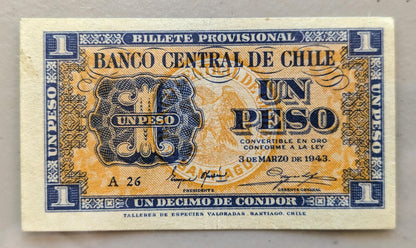 1 BILLETE PROVISIONAL 1
BANCO CENTRAL DE CHILE
UN PESO
UN PESO
1
UN PESO
UN
PESO
CONVERTIBLE EN ORO
CONFORME A LA LEY
3 DE MARZO DE 1943.
SANTIAGO
A 26
PRESIDENTE
GERENTE GENERAL
1 UN DECIMO DE CONDOR 1
TALLERES DE ESPECIES VALORADAS, SANTIAGO, CHILE